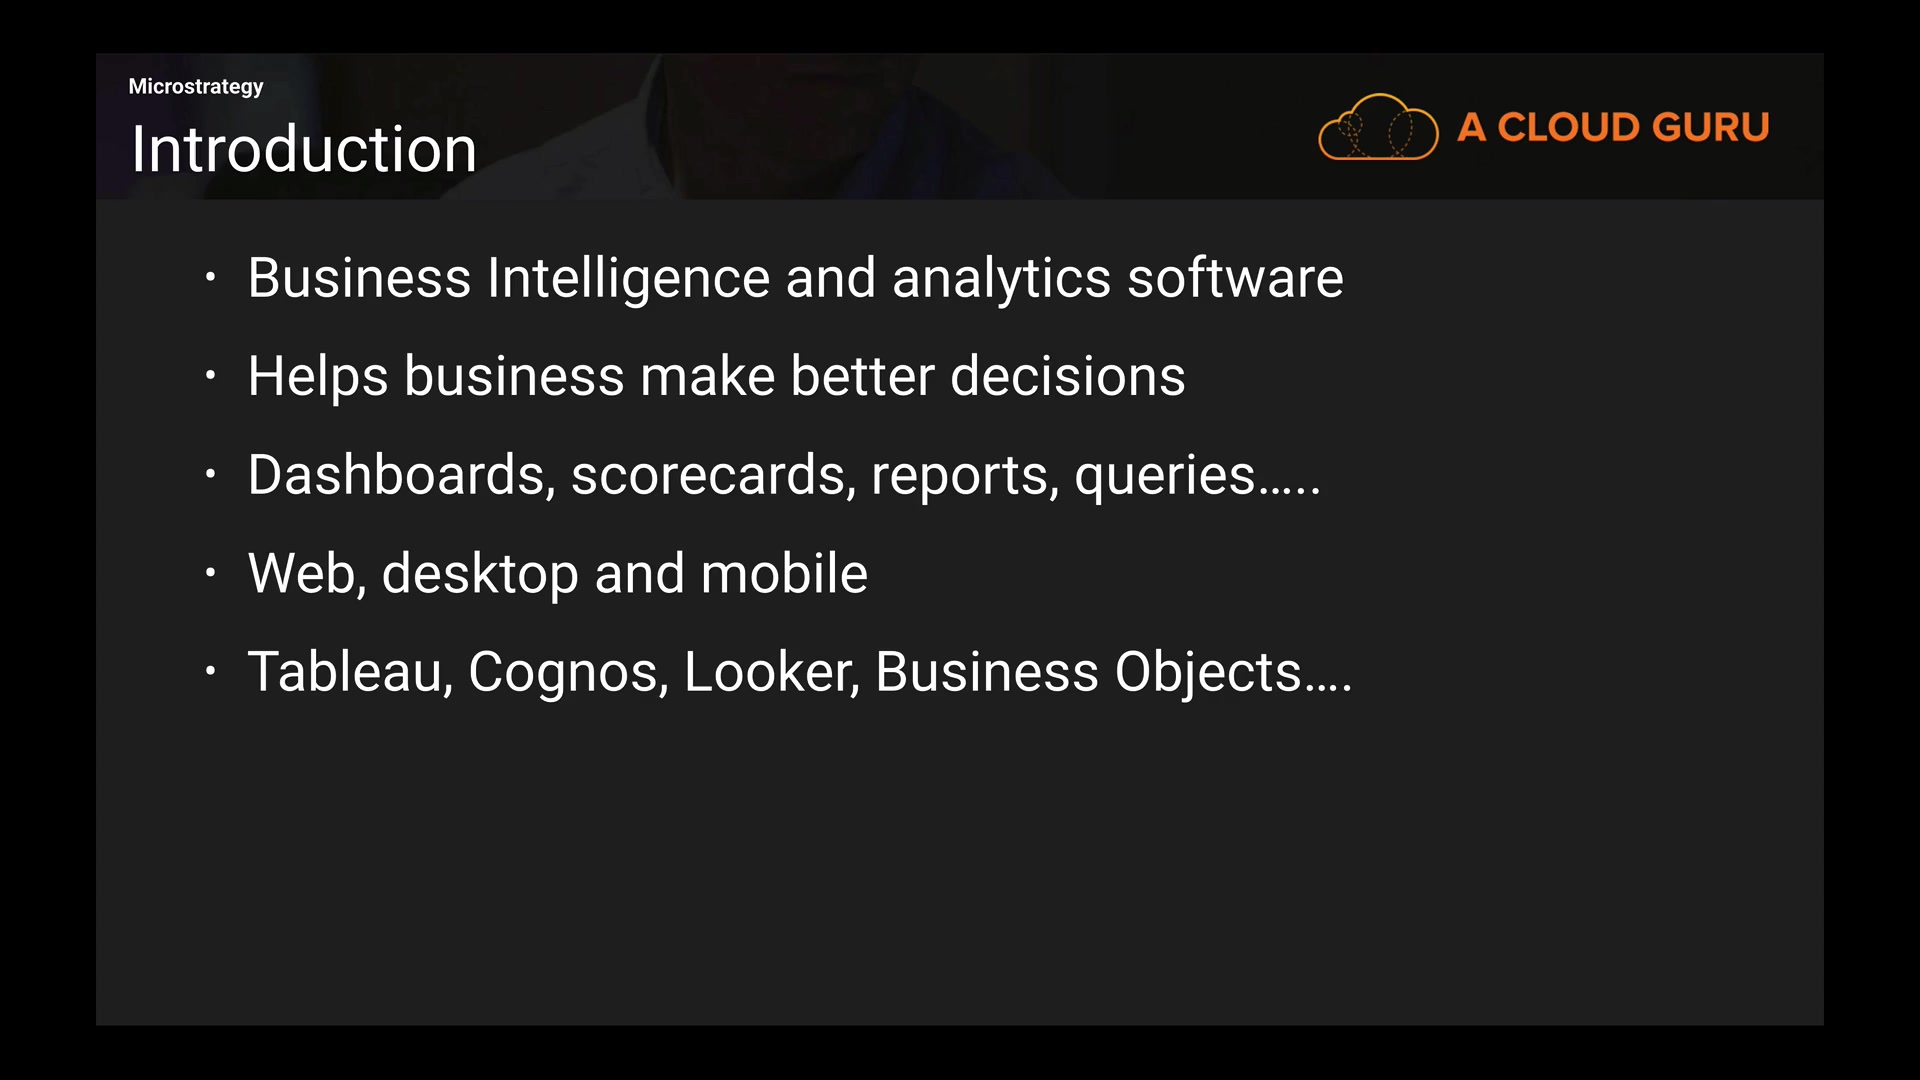 Microstrategy
Introduction
A CLOUD GURU
• Business Intelligence and analytics software
• Helps business make better decisions
• Dashboards, scorecards, reports, queries…..
• Web, desktop and mobile
• Tableau, Cognos, Looker, Business Objects….